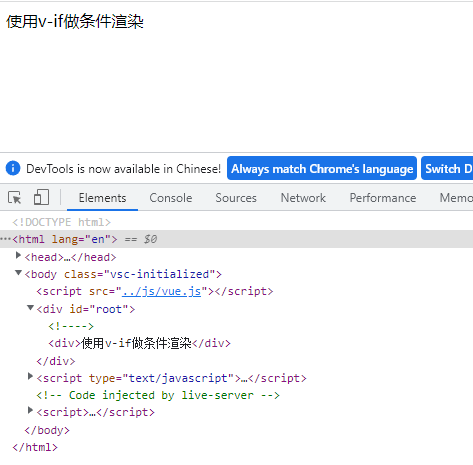 使用v-if做条件渲染
DevTools is now available in Chinese! Always match Chrome's language Switch D
Elements Console Sources Network Performance Memo
<!DOCTYPE html>
···<html lang="en"> == $0
<head>…</head>
<body class="vsc-initialized">
<script src="../js/vue.js"></script>
<div id="root">
<!---->
<div>使用v-if做条件渲染</div>
</div>
<script type="text/javascript">…</script>
<!-- Code injected by live-server -->
<script>…</script>
</body>
</html>